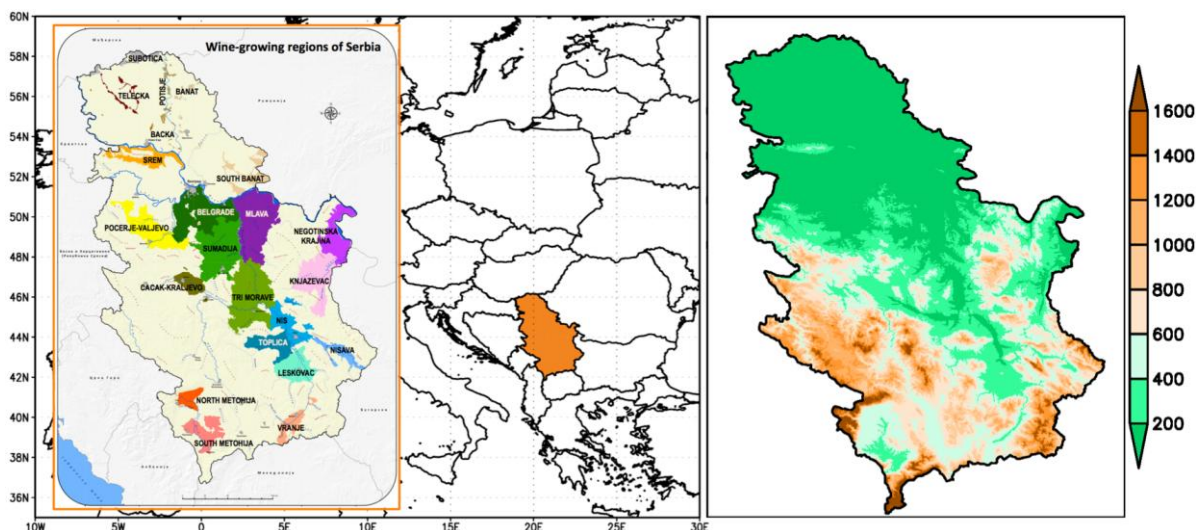 Wine-growing regions of Serbia
SUBOTICA
TELECKA
POTISJE
BANAT
BACKA
SREM
SOUTH BANAT
BELGRADE
MLAVA
POCERJE-VALJEVO
SUMADIJA
NEGOTINSKA
KRAJINA
KNJAZEVAC
CACAK-KRALJEVO
TRI MORAVE
NIS
TOPLICA
NISAVA
LESKOVAC
NORTH METOHIJA
VRANJE
SOUTH METOHIJA
60N
58N
56N
54N
52N
50N
48N
46N
44N
42N
40N
38N
36N
10W
5W
0
5E
10E
15E
20E
25E
30E
1600
1400
1200
1000
800
600
400
200